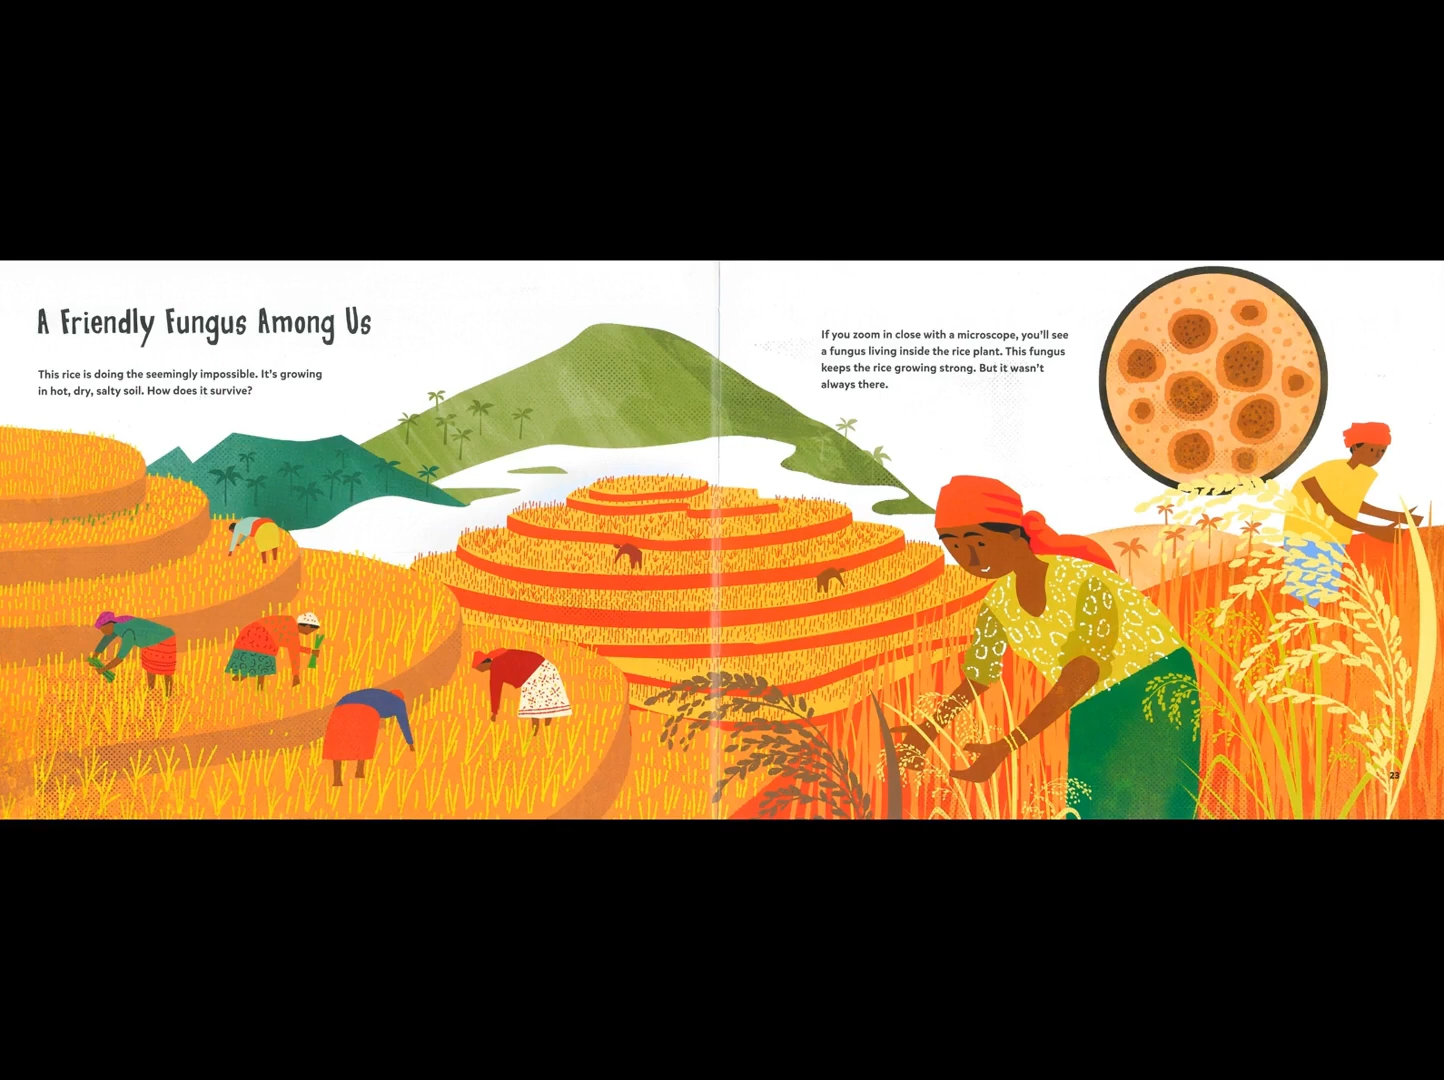 A Friendly Fungus Among Us
This rice is doing the seemingly impossible. It's growing
in hot, dry, salty soil. How does it survive?
If you zoom in close with a microscope, you'll see
a fungus living inside the rice plant. This fungus
keeps the rice growing strong. But it wasn't
always there.
23